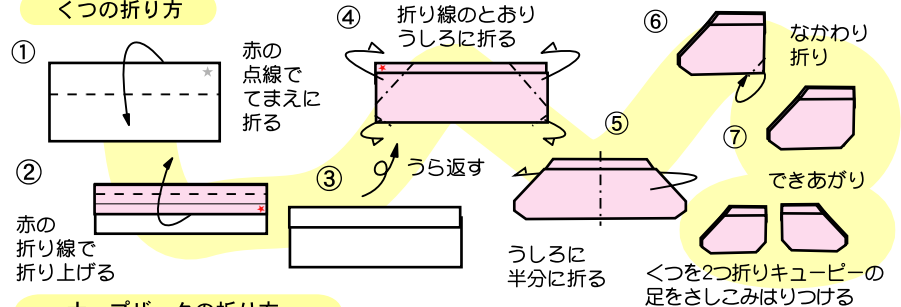 くつの折り方
①
赤の
点線で
てまえに
折る
②
赤の
折り線で
折り上げる
③
うら返す
④
折り線のとおり
うしろに折る
⑤
うしろに
半分に折る
⑥
なかわり
折り
⑦
できあがり
くつを2つ折りキューピーの
足をさしこみはりつける